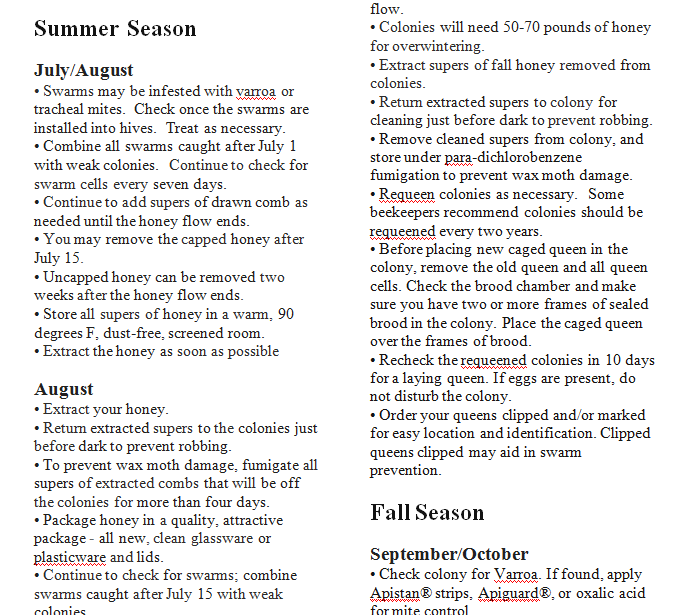 Summer Season
July/August
• Swarms may be infested with varroa or
tracheal mites.  Check once the swarms are
installed into hives.  Treat as necessary.
• Combine all swarms caught after July 1
with weak colonies.   Continue to check for
swarm cells every seven days.
• Continue to add supers of drawn comb as
needed until the honey flow ends.
• You may remove the capped honey after
July 15.
• Uncapped honey can be removed two
weeks after the honey flow ends.
• Store all supers of honey in a warm, 90
degrees F, dust-free, screened room.
• Extract the honey as soon as possible
August
• Extract your honey.
• Return extracted supers to the colonies just
before dark to prevent robbing.
• To prevent wax moth damage, fumigate all
supers of extracted combs that will be off
the colonies for more than four days.
• Package honey in a quality, attractive
package - all new, clean glassware or
plasticware and lids.
• Continue to check for swarms; combine
swarms caught after July 15 with weak
colonies
flow.
• Colonies will need 50-70 pounds of honey
for overwintering.
• Extract supers of fall honey removed from
colonies.
• Return extracted supers to colony for
cleaning just before dark to prevent robbing.
• Remove cleaned supers from colony, and
store under para-dichlorobenzene
fumigation to prevent wax moth damage.
• Requeen colonies as necessary.   Some
beekeepers recommend colonies should be
requeened every two years.
• Before placing new caged queen in the
colony, remove the old queen and all queen
cells. Check the brood chamber and make
sure you have two or more frames of sealed
brood in the colony. Place the caged queen
over the frames of brood.
• Recheck the requeened colonies in 10 days
for a laying queen. If eggs are present, do
not disturb the colony.
• Order your queens clipped and/or marked
for easy location and identification. Clipped
queens clipped may aid in swarm
prevention.
Fall Season
September/October
• Check colony for Varroa. If found, apply
Apistan® strips, Apiguard®, or oxalic acid
for mite control